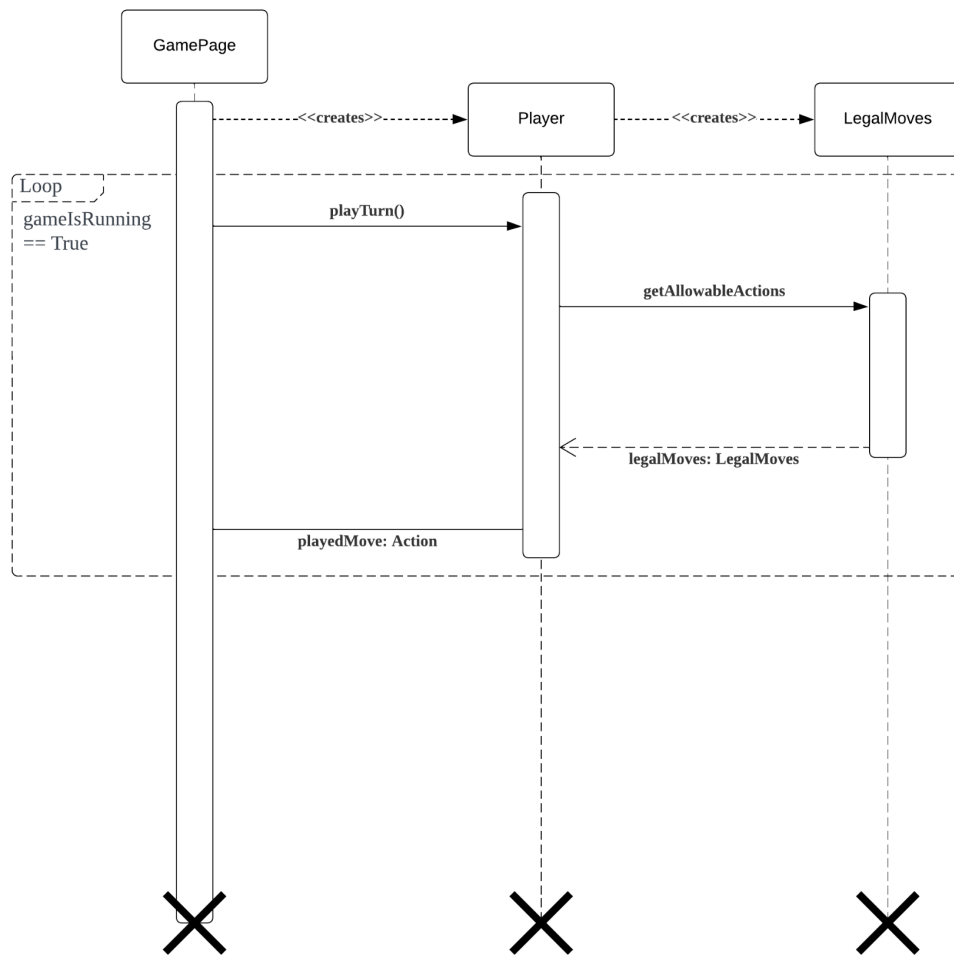 GamePage
<<creates>>
Player
<<creates>>
LegalMoves
Loop
gameIsRunning
== True
playTurn()
getAllowableActions
legalMoves: LegalMoves
playedMove: Action